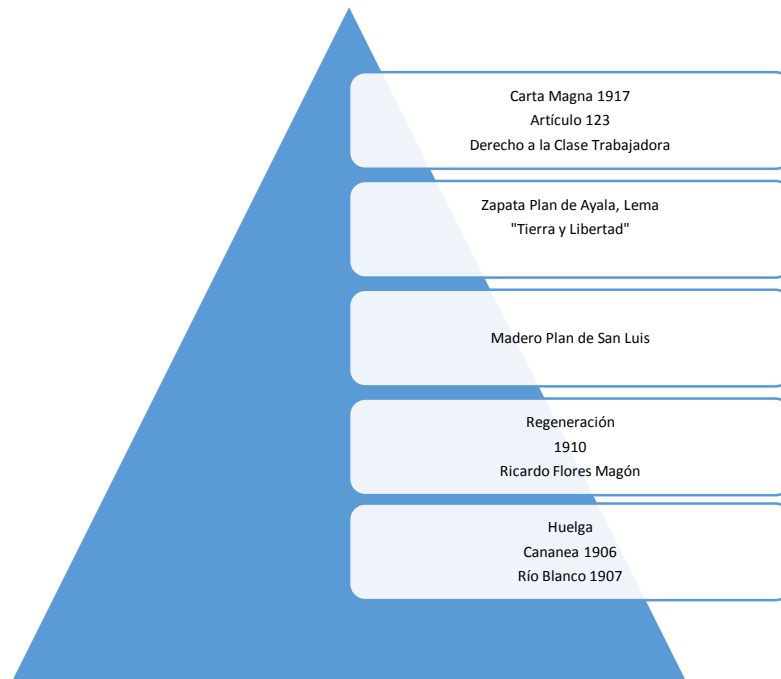 Carta Magna 1917
Artículo 123
Derecho a la Clase Trabajadora
Zapata Plan de Ayala, Lema
"Tierra y Libertad"
Madero Plan de San Luis
Regeneración
1910
Ricardo Flores Magón
Huelga
Cananea 1906
Río Blanco 1907